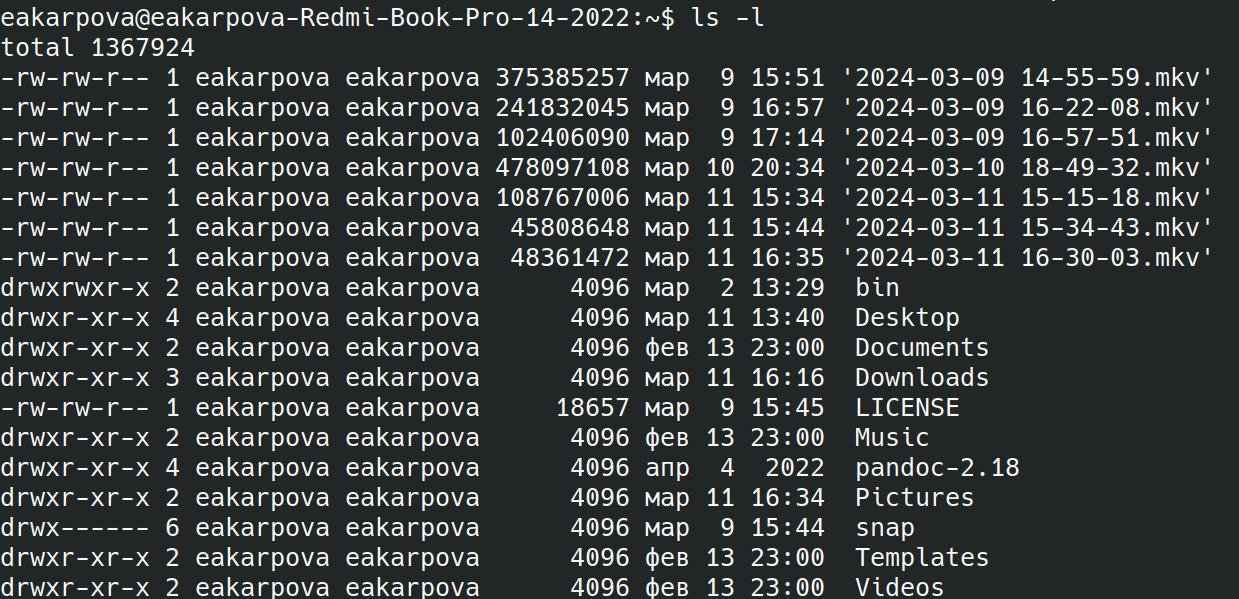 eakarpova@eakarpova-Redmi-Book-Pro-14-2022:~$ ls -l
total 1367924
-rw-rw-r-- 1 eakarpova eakarpova 375385257 мар  9 15:51 '2024-03-09 14-55-59.mkv'
-rw-rw-r-- 1 eakarpova eakarpova 241832045 мар  9 16:57 '2024-03-09 16-22-08.mkv'
-rw-rw-r-- 1 eakarpova eakarpova 102406090 мар  9 17:14 '2024-03-09 16-57-51.mkv'
-rw-rw-r-- 1 eakarpova eakarpova 478097108 мар 10 20:34 '2024-03-10 18-49-32.mkv'
-rw-rw-r-- 1 eakarpova eakarpova 108767006 мар 11 15:34 '2024-03-11 15-15-18.mkv'
-rw-rw-r-- 1 eakarpova eakarpova  45808648 мар 11 15:44 '2024-03-11 15-34-43.mkv'
-rw-rw-r-- 1 eakarpova eakarpova  48361472 мар 11 16:35 '2024-03-11 16-30-03.mkv'
drwxrwxr-x 2 eakarpova eakarpova      4096 мар  2 13:29  bin
drwxr-xr-x 4 eakarpova eakarpova      4096 мар 11 13:40  Desktop
drwxr-xr-x 2 eakarpova eakarpova      4096 фев 13 23:00  Documents
drwxr-xr-x 3 eakarpova eakarpova      4096 мар 11 16:16  Downloads
-rw-rw-r-- 1 eakarpova eakarpova     18657 мар  9 15:45  LICENSE
drwxr-xr-x 2 eakarpova eakarpova      4096 фев 13 23:00  Music
drwxr-xr-x 4 eakarpova eakarpova      4096 апр  4  2022  pandoc-2.18
drwxr-xr-x 2 eakarpova eakarpova      4096 мар 11 16:34  Pictures
drwx------ 6 eakarpova eakarpova      4096 мар  9 15:44  snap
drwxr-xr-x 2 eakarpova eakarpova      4096 фев 13 23:00  Templates
drwxr-xr-x 2 eakarpova eakarpova      4096 фев 13 23:00  Videos